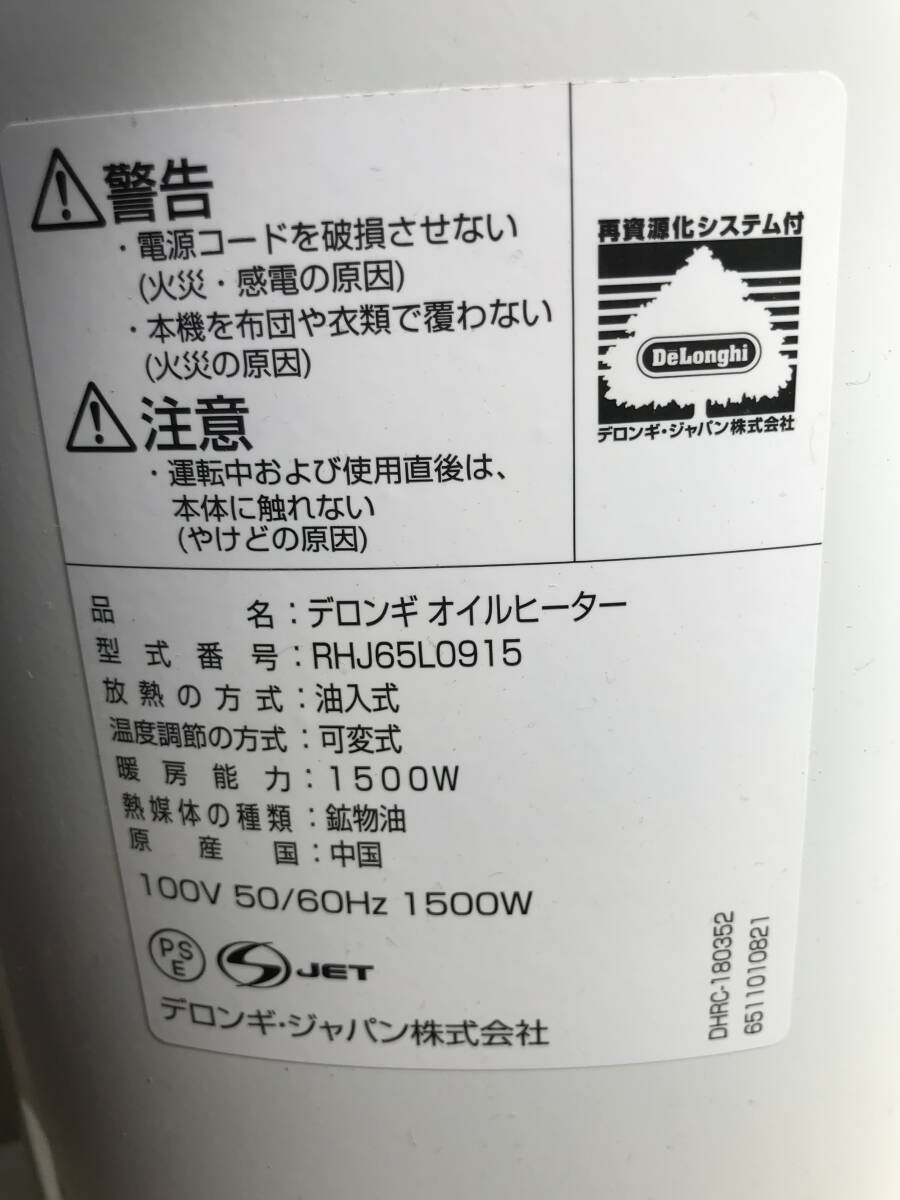 警告
・電源コードを破損させない
(火災・感電の原因)
・本機を布団や衣類で覆わない
(火災の原因)
注意
・運転中および使用直後は、
本体に触れない
(やけどの原因)
再資源化システム付
DeLonghi
デロンギ・ジャパン株式会社
品名:デロンギ オイルヒーター
型式番号:RHJ65L0915
放熱の方式:油入式
温度調節の方式:可変式
暖房能力:1500W
熱媒体の種類:鉱物油
原産国:中国
100V 50/60Hz 1500W
PS
E
JET
デロンギ・ジャパン株式会社
DHRC-180352
6511010821